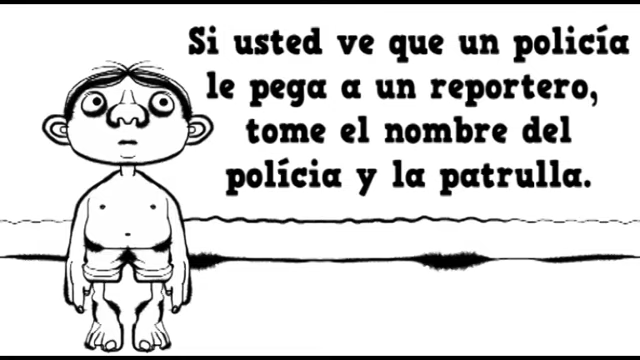 Si usted ve que un policía
le pega a un reportero,
tome el nombre del
polícia y la patrulla.